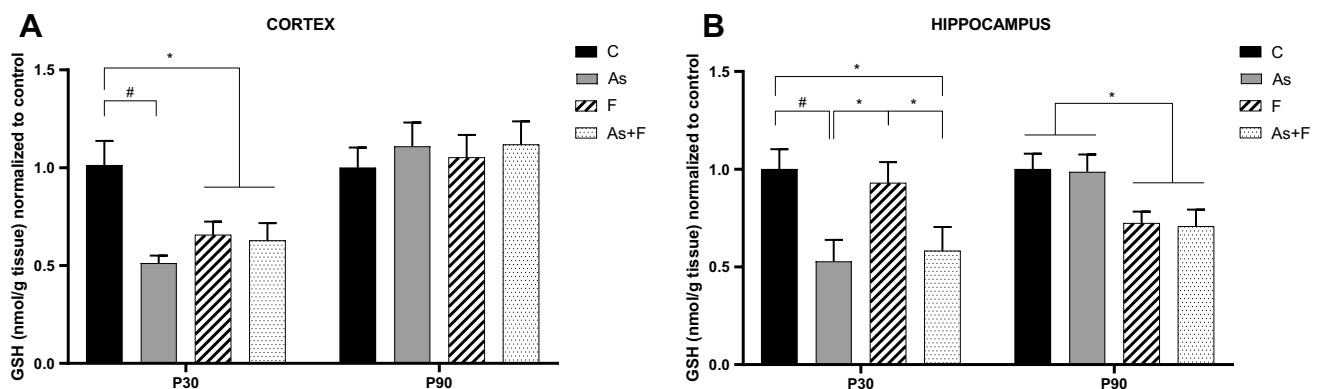 A
CORTEX
GSH (nmol/g tissue) normalized to control
1.5
1.0
0.5
0.0
*
#
P30
P90
C
As
F
As+F
B
HIPPOCAMPUS
GSH (nmol/g tissue) normalized to control
1.5
1.0
0.5
0.0
*
# * *
*
P30
P90
C
As
F
As+F